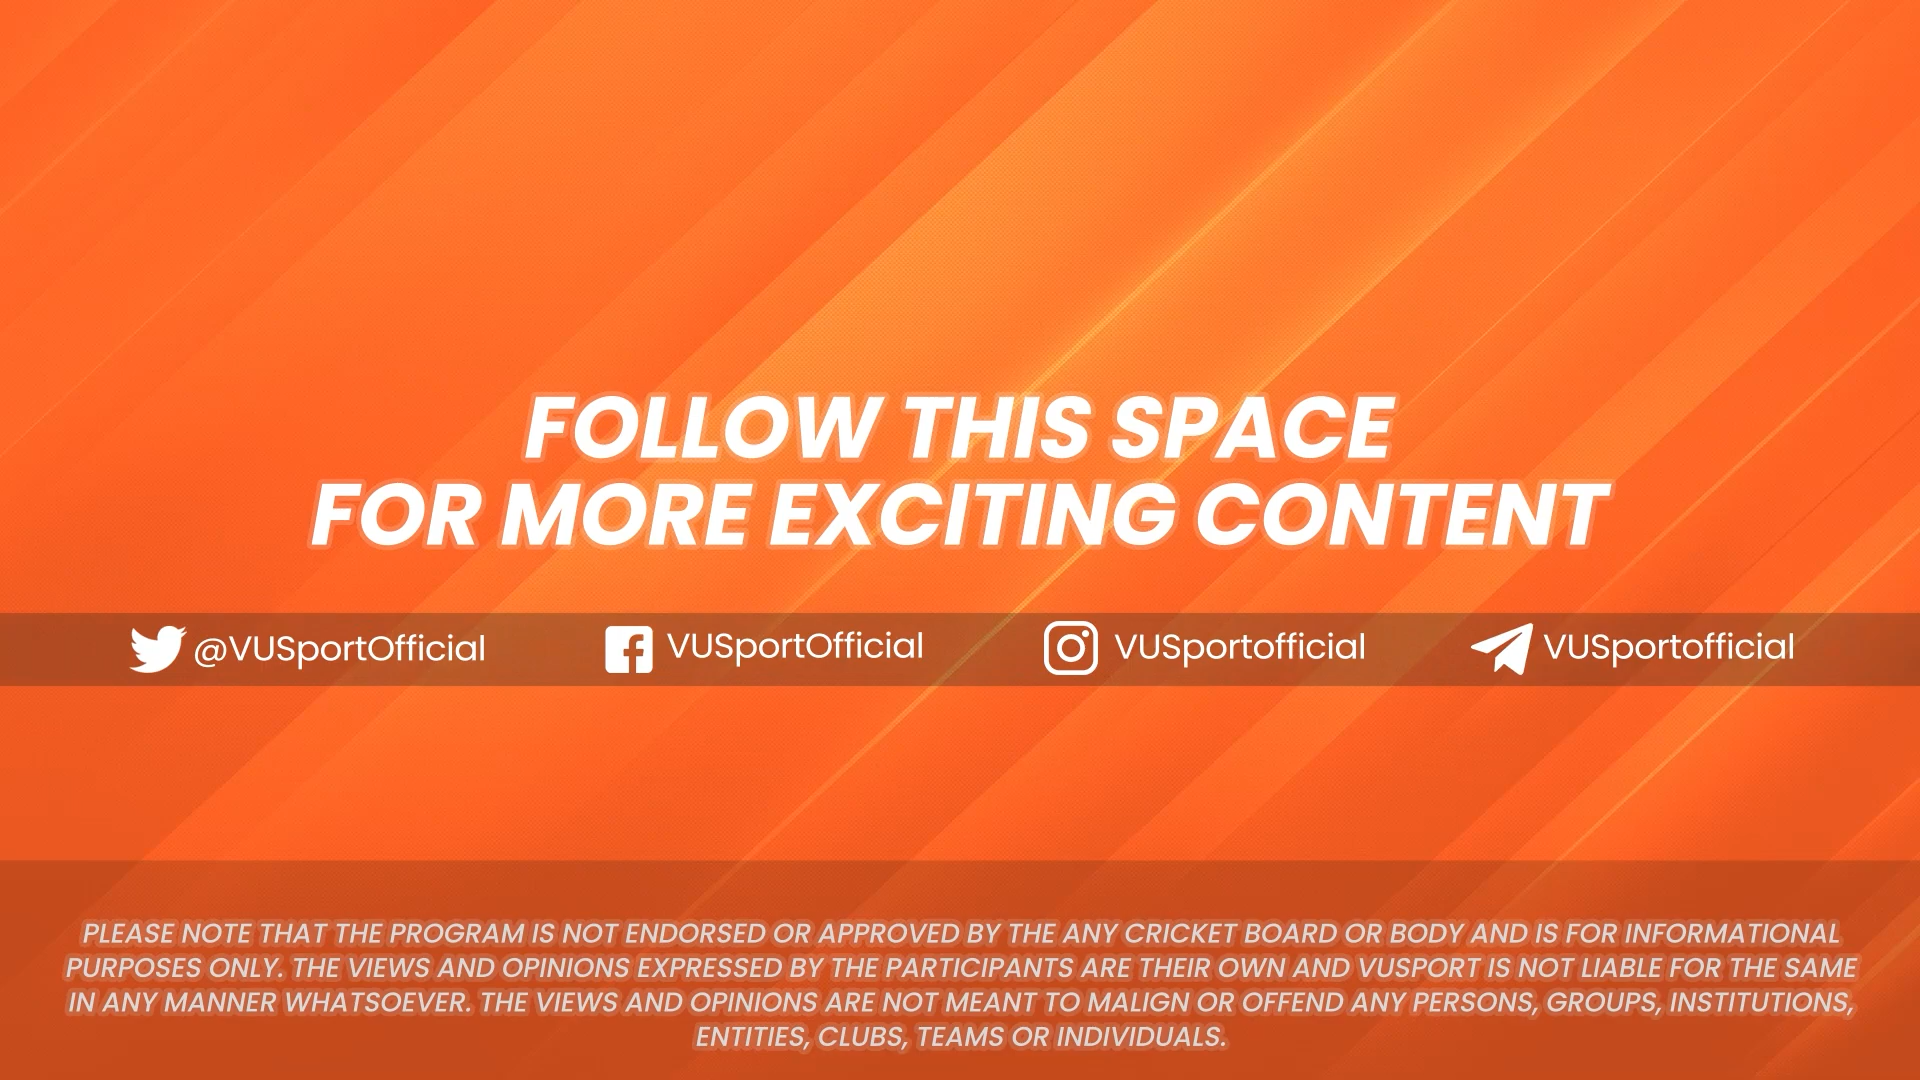 FOLLOW THIS SPACE
FOR MORE EXCITING CONTENT
@VUSportOfficial VUSportOfficial VUSportofficial VUSportofficial
PLEASE NOTE THAT THE PROGRAM IS NOT ENDORSED OR APPROVED BY THE ANY CRICKET BOARD OR BODY AND IS FOR INFORMATIONAL
PURPOSES ONLY. THE VIEWS AND OPINIONS EXPRESSED BY THE PARTICIPANTS ARE THEIR OWN AND VUSPORT IS NOT LIABLE FOR THE SAME
IN ANY MANNER WHATSOEVER. THE VIEWS AND OPINIONS ARE NOT MEANT TO MALIGN OR OFFEND ANY PERSONS, GROUPS, INSTITUTIONS,
ENTITIES, CLUBS, TEAMS OR INDIVIDUALS.